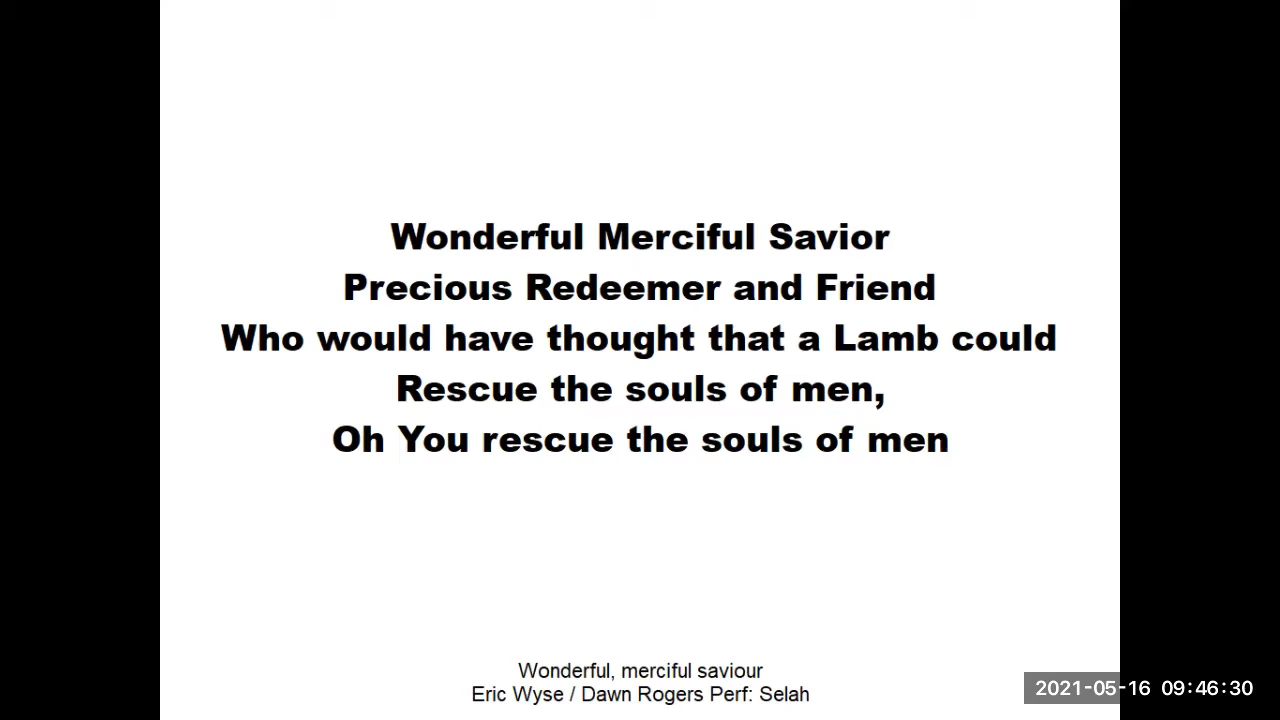 Wonderful Merciful Savior
Precious Redeemer and Friend
Who would have thought that a Lamb could
Rescue the souls of men,
Oh You rescue the souls of men
Wonderful, merciful saviour
Eric Wyse / Dawn Rogers Perf: Selah
2021-05-16 09:46:30